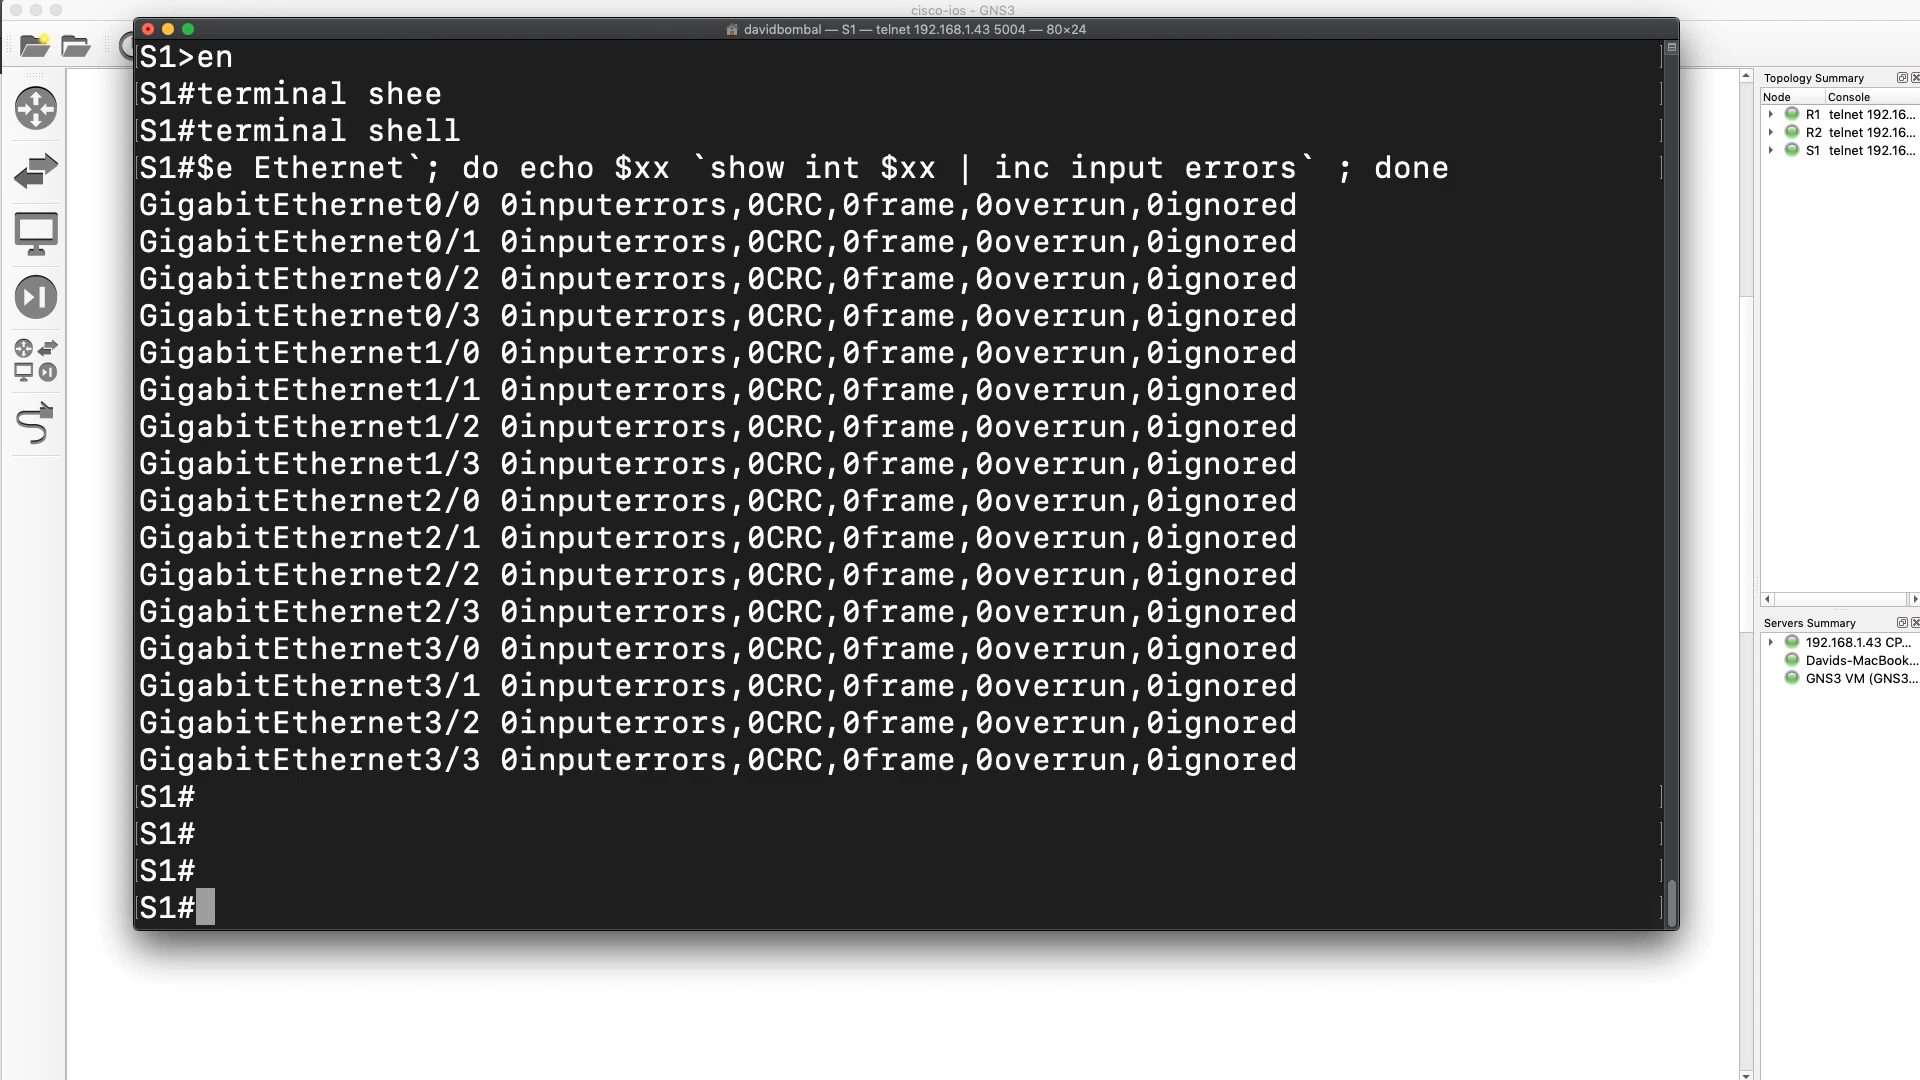 cisco-ios - GNS3
davidbombal — S1 — telnet 192.168.1.43 5004 — 80×24
S1>en
S1#terminal shee
S1#terminal shell
S1#$e Ethernet`; do echo $xx `show int $xx | inc input errors` ; done
GigabitEthernet0/0 0inputerrors,0CRC,0frame,0overrun,0ignored
GigabitEthernet0/1 0inputerrors,0CRC,0frame,0overrun,0ignored
GigabitEthernet0/2 0inputerrors,0CRC,0frame,0overrun,0ignored
GigabitEthernet0/3 0inputerrors,0CRC,0frame,0overrun,0ignored
GigabitEthernet1/0 0inputerrors,0CRC,0frame,0overrun,0ignored
GigabitEthernet1/1 0inputerrors,0CRC,0frame,0overrun,0ignored
GigabitEthernet1/2 0inputerrors,0CRC,0frame,0overrun,0ignored
GigabitEthernet1/3 0inputerrors,0CRC,0frame,0overrun,0ignored
GigabitEthernet2/0 0inputerrors,0CRC,0frame,0overrun,0ignored
GigabitEthernet2/1 0inputerrors,0CRC,0frame,0overrun,0ignored
GigabitEthernet2/2 0inputerrors,0CRC,0frame,0overrun,0ignored
GigabitEthernet2/3 0inputerrors,0CRC,0frame,0overrun,0ignored
GigabitEthernet3/0 0inputerrors,0CRC,0frame,0overrun,0ignored
GigabitEthernet3/1 0inputerrors,0CRC,0frame,0overrun,0ignored
GigabitEthernet3/2 0inputerrors,0CRC,0frame,0overrun,0ignored
GigabitEthernet3/3 0inputerrors,0CRC,0frame,0overrun,0ignored
S1#
S1#
S1#
S1#
Topology Summary
Node Console
R1 telnet 192.16...
R2 telnet 192.16...
S1 telnet 192.16...
Servers Summary
192.168.1.43 CP...
Davids-MacBook...
GNS3 VM (GNS3...